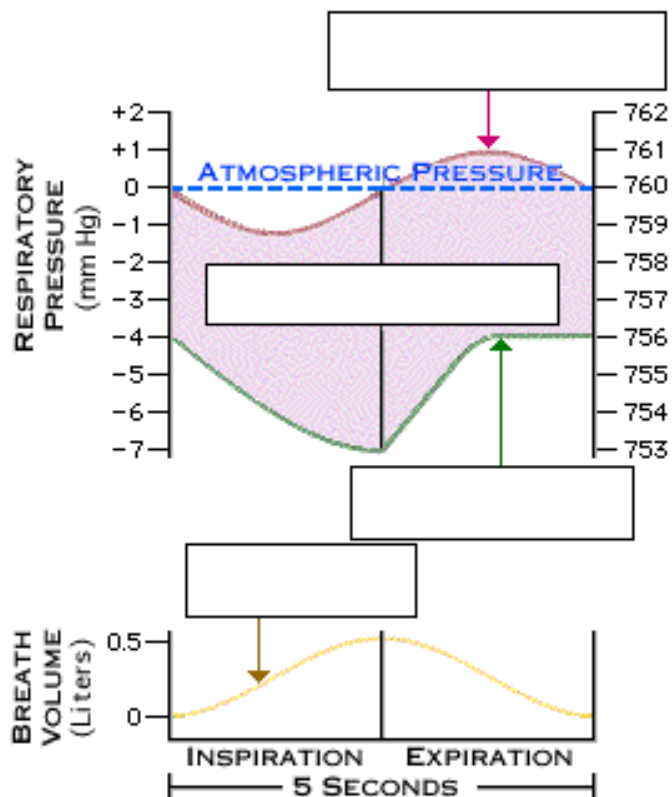 +2
+1
0
-1
-2
-3
-4
-5
-6
-7
RESPIRATORY
PRESSURE
(mm Hg)
ATMOSPHERIC PRESSURE
762
761
760
759
758
757
756
755
754
753
BREATH
VOLUME
(Liters)
0.5
0
INSPIRATION
EXPIRATION
5 SECONDS